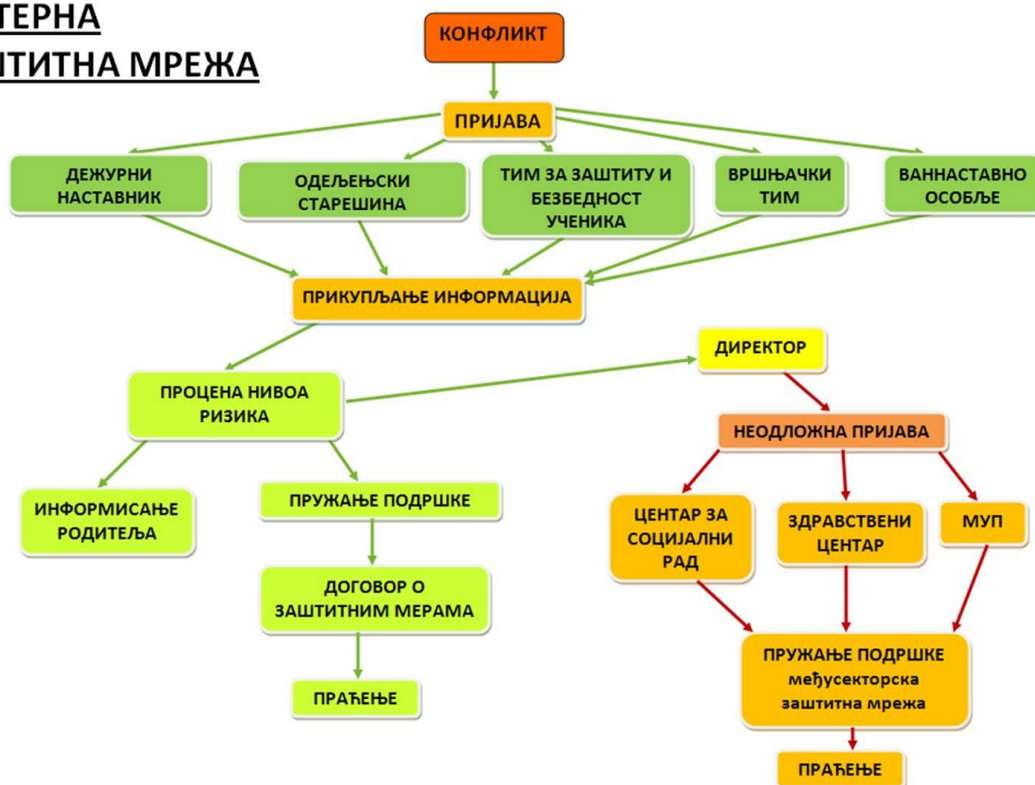 ТЕРНА
ТИТНА МРЕЖА
КОНФЛИКТ
ПРИЈАВА
ДЕЖУРНИ
НАСТАВНИК
ОДЕЉЕЊСКИ
СТАРЕШИНА
ТИМ ЗА ЗАШТИТУ И
БЕЗБЕДНОСТ
УЧЕНИКА
ВРШЊАЧКИ
ТИМ
ВАННАСТАВНО
ОСОБЉЕ
ПРИКУПЉАЊЕ ИНФОРМАЦИЈА
ДИРЕКТОР
ПРОЦЕНА НИВОА
РИЗИКА
НЕОДЛОЖНА ПРИЈАВА
ИНФОРМИСАЊЕ
РОДИТЕЉА
ПРУЖАЊЕ ПОДРШКЕ
ЦЕНТАР ЗА
СОЦИЈАЛНИ
РАД
ЗДРАВСТВЕНИ
ЦЕНТАР
МУП
ДОГОВОР О
ЗАШТИТНИМ МЕРАМА
ПРАЋЕЊЕ
ПРУЖАЊЕ ПОДРШКЕ
међусекторска
заштитна мрежа
ПРАЋЕЊЕ